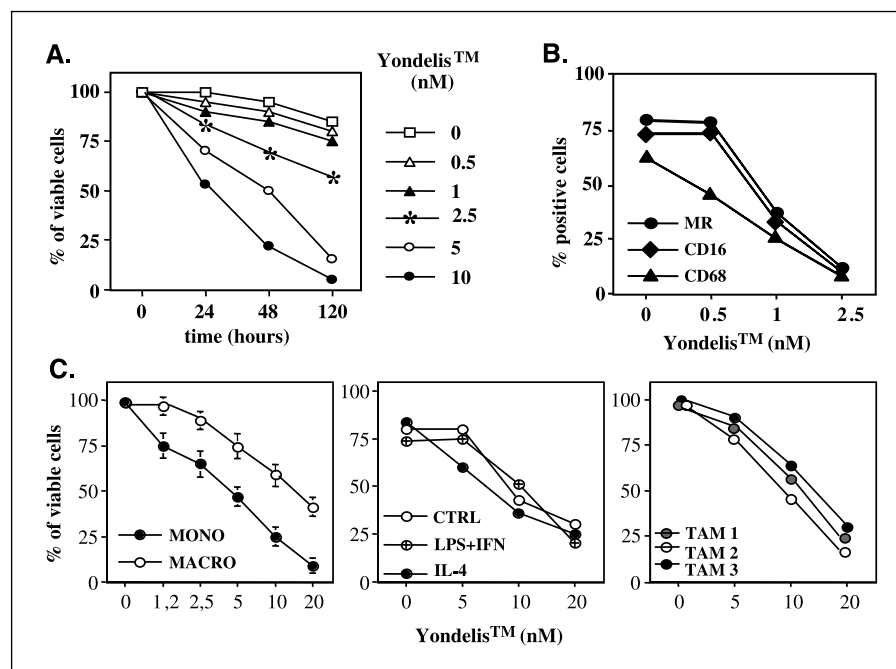 A.
% of viable cells
100
75
50
25
0
0 24 48 120
time (hours)
Yondelis™
(nM)
0
0.5
1
2.5
5
10
B.
% positive cells
100
75
50
25
0
MR
CD16
CD68
0 0.5 1 2.5
Yondelis™ (nM)
C.
% of viable cells
100
75
50
25
0
MONO
MACRO
0 1,2 2,5 5 10 20
100
75
50
25
0
CTRL
LPS+IFN
IL-4
0 5 10 20
Yondelis™ (nM)
100
75
50
25
0
TAM 1
TAM 2
TAM 3
0 5 10 20